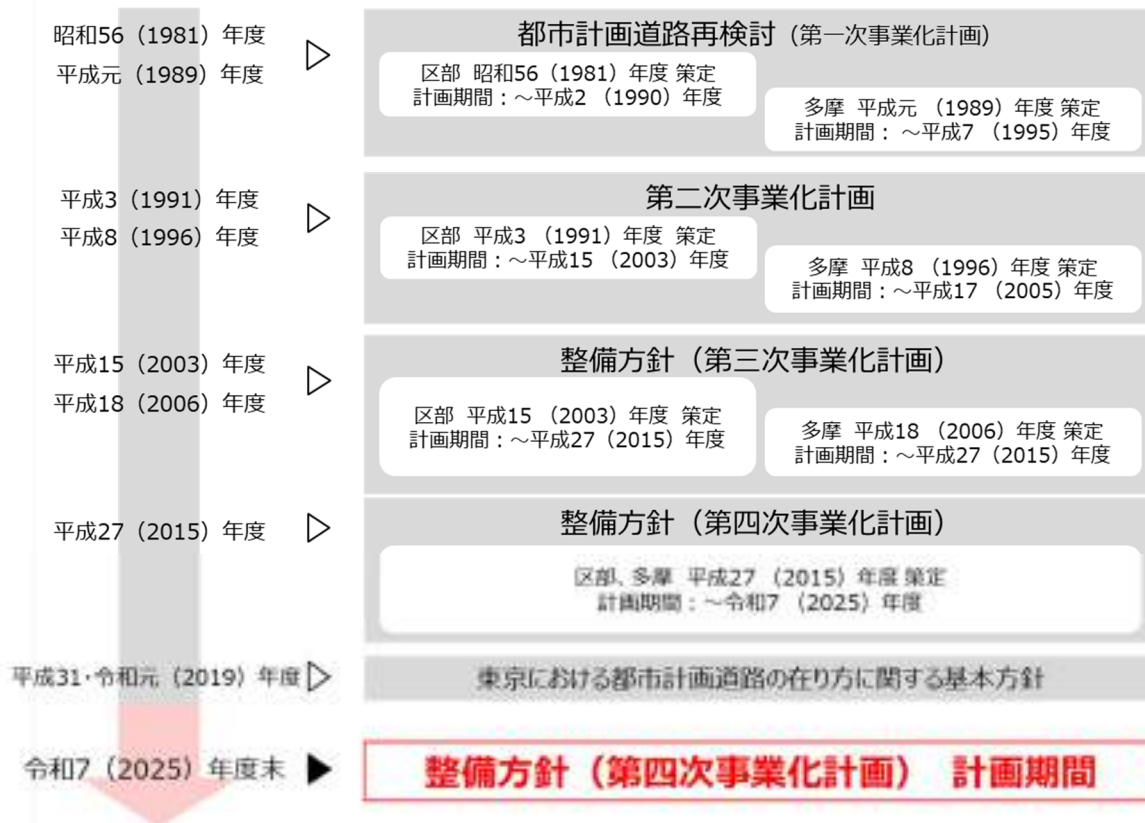 昭和56（1981）年度
平成元（1989）年度
都市計画道路再検討（第一次事業化計画）
区部 昭和56（1981）年度 策定
計画期間：～平成2（1990）年度
多摩 平成元（1989）年度 策定
計画期間：～平成7（1995）年度
平成3（1991）年度
平成8（1996）年度
第二次事業化計画
区部 平成3（1991）年度 策定
計画期間：～平成15（2003）年度
多摩 平成8（1996）年度 策定
計画期間：～平成17（2005）年度
平成15（2003）年度
平成18（2006）年度
整備方針（第三次事業化計画）
区部 平成15（2003）年度 策定
計画期間：～平成27（2015）年度
多摩 平成18（2006）年度 策定
計画期間：～平成27（2015）年度
平成27（2015）年度
整備方針（第四次事業化計画）
区部、多摩 平成27（2015）年度 策定
計画期間：～令和7（2025）年度
平成31・令和元（2019）年度
東京における都市計画道路の在り方に関する基本方針
令和7（2025）年度末
整備方針（第四次事業化計画） 計画期間